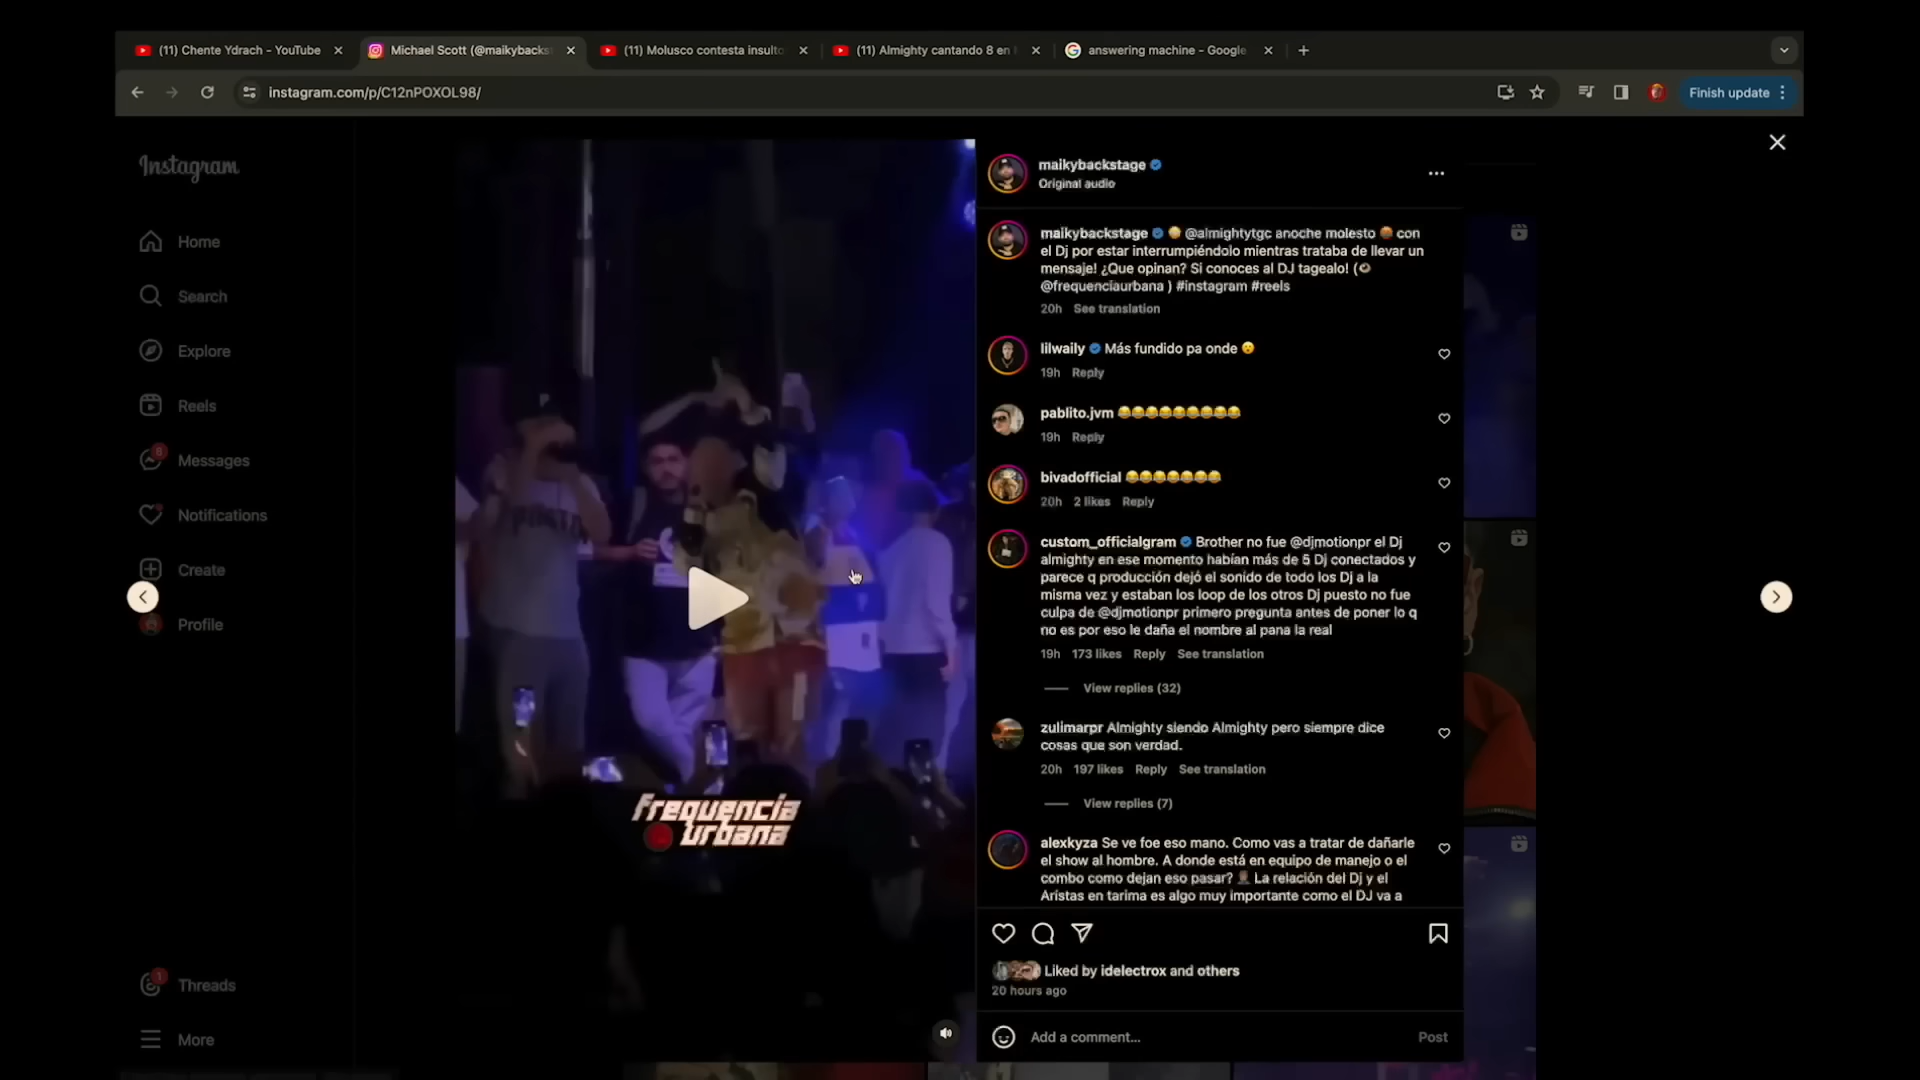 (11) Chente Ydrach - YouTube
Michael Scott (@maikybacks
(11) Molusco contesta insulto
(11) Almighty cantando 8 en
answering machine - Google
instagram.com/p/C12nPOXOL98/
Finish update
Instagram
Home
Search
Explore
Reels
8
Messages
Notifications
Create
Profile
1
Threads
More
frequencia
urbana
maikybackstage
Original audio
maikybackstage 😳 @almightytgc anoche molesto 😡 con
el Dj por estar interrumpiéndolo mientras trataba de llevar un
mensaje! ¿Que opinan? Si conoces al DJ tagealo! (
@frequenciaurbana ) #instagram #reels
20h See translation
lilwaily Más fundido pa onde 😮
19h Reply
pablito.jvm 😂😂😂😂😂😂😂😂😂
19h Reply
bivadofficial 😂😂😂😂😂😂😂
20h 2 likes Reply
custom_officialgram Brother no fue @djmotionpr el Dj
almighty en ese momento habían más de 5 Dj conectados y
parece q producción dejó el sonido de todo los Dj a la
misma vez y estaban los loop de los otros Dj puesto no fue
culpa de @djmotionpr primero pregunta antes de poner lo q
no es por eso le daña el nombre al pana la real
19h 173 likes Reply See translation
View replies (32)
zulimarpr Almighty siendo Almighty pero siempre dice
cosas que son verdad.
20h 197 likes Reply See translation
View replies (7)
alexkyza Se ve foe eso mano. Como vas a tratar de dañarle
el show al hombre. A donde está en equipo de manejo o el
combo como dejan eso pasar? La relación del Dj y el
Arístas en tarima es algo muy importante como el DJ va a
Liked by idelectrox and others
20 hours ago
Add a comment...
Post